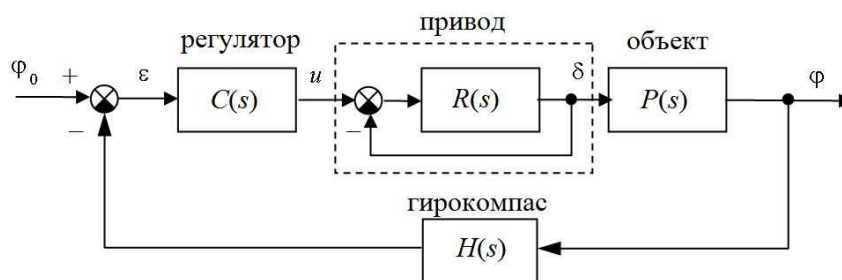 привод
регулятор
объект
φ₀
+
ε
C(s)
u
−
R(s)
δ
P(s)
φ
−
гирокомпас
H(s)